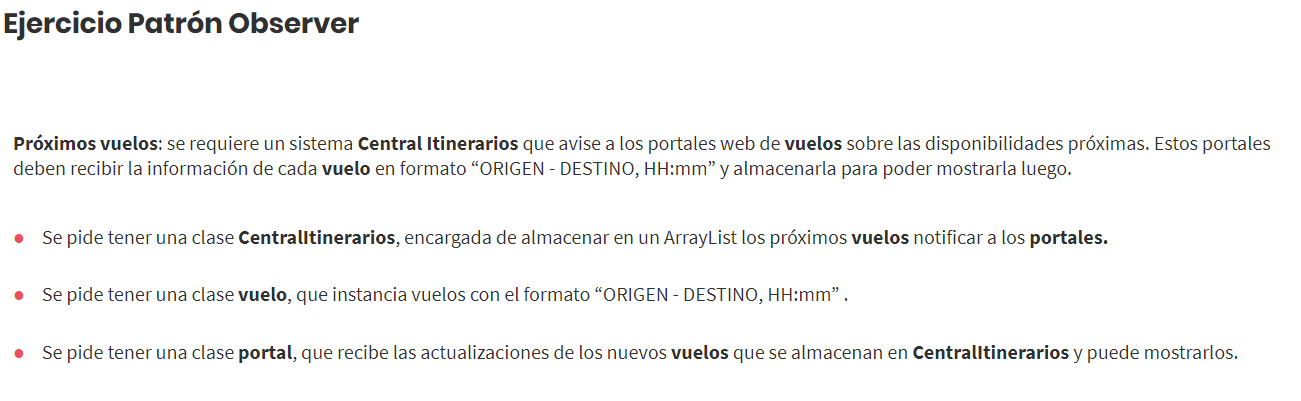 Ejercicio Patrón Observer
Próximos vuelos: se requiere un sistema Central Itinerarios que avise a los portales web de vuelos sobre las disponibilidades próximas. Estos portales
deben recibir la información de cada vuelo en formato “ORIGEN - DESTINO, HH:mm” y almacenarla para poder mostrarla luego.
● Se pide tener una clase CentralItinerarios, encargada de almacenar en un ArrayList los próximos vuelos notificar a los portales.
● Se pide tener una clase vuelo, que instancia vuelos con el formato “ORIGEN - DESTINO, HH:mm” .
● Se pide tener una clase portal, que recibe las actualizaciones de los nuevos vuelos que se almacenan en CentralItinerarios y puede mostrarlos.